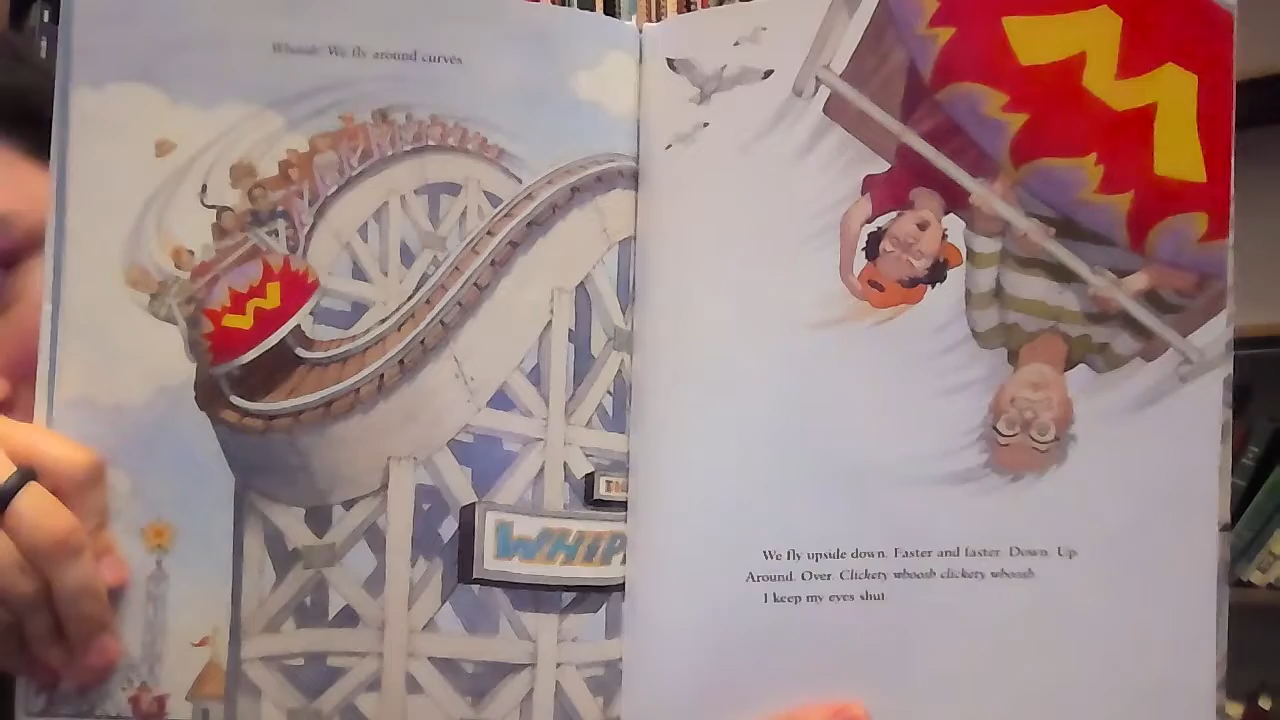 Whoosh! We fly around curves.
WHIP
We fly upside down. Faster and faster. Down. Up.
Around. Over. Clickety whoosh clickety whoosh.
I keep my eyes shut.